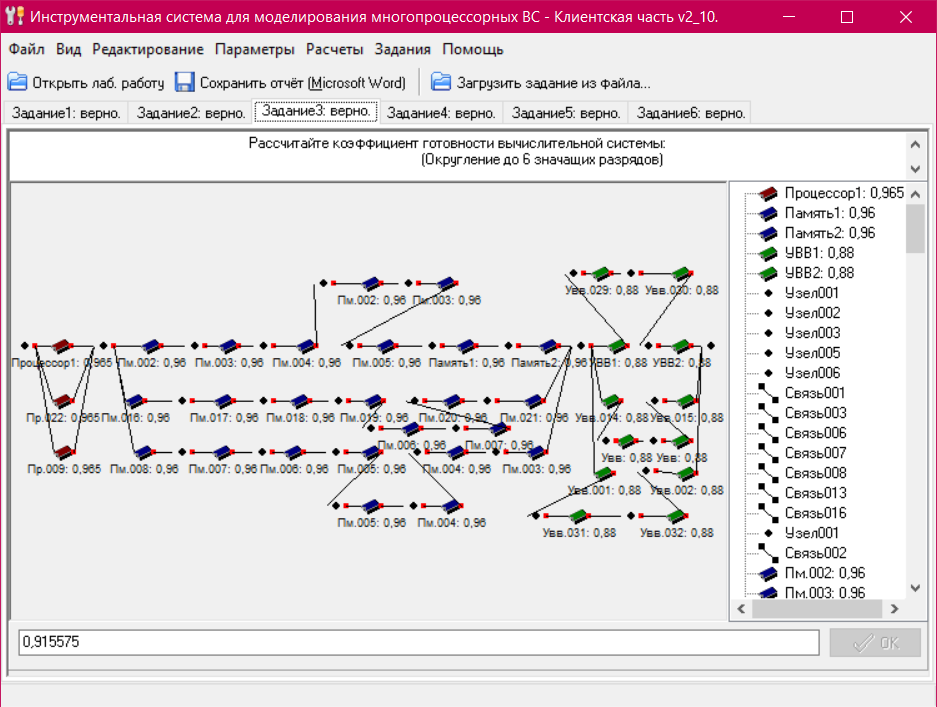 Инструментальная система для моделирования многопроцессорных ВС - Клиентская часть v2_10.
Файл Вид Редактирование Параметры Расчеты Задания Помощь
Открыть лаб. работу Сохранить отчёт (Microsoft Word) Загрузить задание из файла...
Задание1: верно. Задание2: верно. Задание3: верно. Задание4: верно. Задание5: верно. Задание6: верно.
Рассчитайте коэффициент готовности вычислительной системы:
(Округление до 6 значащих разрядов)
Увв.029: 0,88 Увв.030: 0,88
Пм.002: 0,96 Пм.003: 0,96
Процессор1: 0,965 Пм.002: 0,96 Пм.003: 0,96 Пм.004: 0,96 Пм.005: 0,96 Память1: 0,96 Память2: 0,96 УВВ1: 0,88 УВВ2: 0,88
Пр.022: 0,965 Пм.016: 0,96 Пм.017: 0,96 Пм.018: 0,96 Пм.019: 0,96 Пм.020: 0,96 Пм.021: 0,96 Увв.014: 0,88 Увв.015: 0,88
Пм.006: 0,96 Пм.007: 0,96 Увв: 0,88 Увв: 0,88
Пр.009: 0,965 Пм.008: 0,96 Пм.007: 0,96 Пм.006: 0,96 Пм.005: 0,96 Пм.004: 0,96 Пм.003: 0,96
Увв.001: 0,88 Увв.002: 0,88
Пм.005: 0,96 Пм.004: 0,96
Увв.031: 0,88 Увв.032: 0,88
Процессор1: 0,965
Память1: 0,96
Память2: 0,96
УВВ1: 0,88
УВВ2: 0,88
Узел001
Узел002
Узел003
Узел005
Узел006
Связь001
Связь003
Связь006
Связь007
Связь008
Связь013
Связь016
Узел001
Связь002
Пм.002: 0,96
Пм.003: 0,96
0,915575
OK